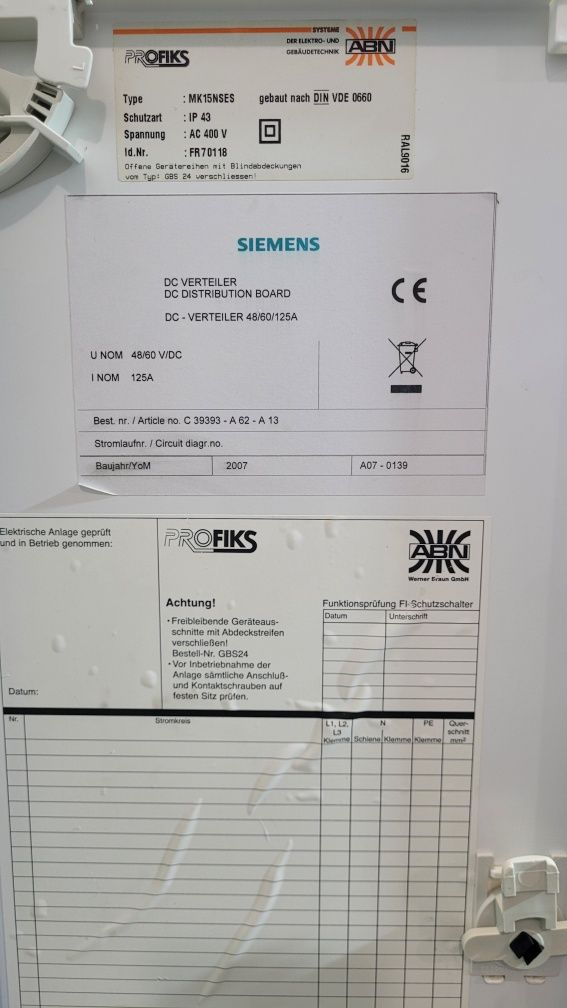 PROFIKS
SYSTEME
DER ELEKTRO- UND
GEBÄUDETECHNIK
ABN
Type : MK15NSES gebaut nach DIN VDE 0660
Schutzart : IP 43
Spannung : AC 400 V
Id.Nr. : FR70118
RAL9016
Offene Gerätereihen mit Blindabdeckungen
vom Typ: GBS 24 verschliessen!
SIEMENS
DC VERTEILER
DC DISTRIBUTION BOARD
DC - VERTEILER 48/60/125A
CE
U NOM 48/60 V/DC
I NOM 125A
Best. nr. / Article no. C 39393 - A 62 - A 13
Stromlaufnr. / Circuit diagr.no.
Baujahr/YoM 2007 A07 - 0139
Elektrische Anlage geprüft
und in Betrieb genommen:
Datum:
PROFIKS
ABN
Werner Braun GmbH
Achtung!
• Freibleibende Geräteaus-
schnitte mit Abdeckstreifen
verschließen!
Bestell-Nr. GBS24
• Vor Inbetriebnahme der
Anlage sämtliche Anschluß-
und Kontaktschrauben auf
festen Sitz prüfen.
Funktionsprüfung FI-Schutzschalter
Datum Unterschrift
Nr. Stromkreis L1, L2, N PE Quer-
L3 schnitt
Klemme Schiene Klemme Klemme mm²